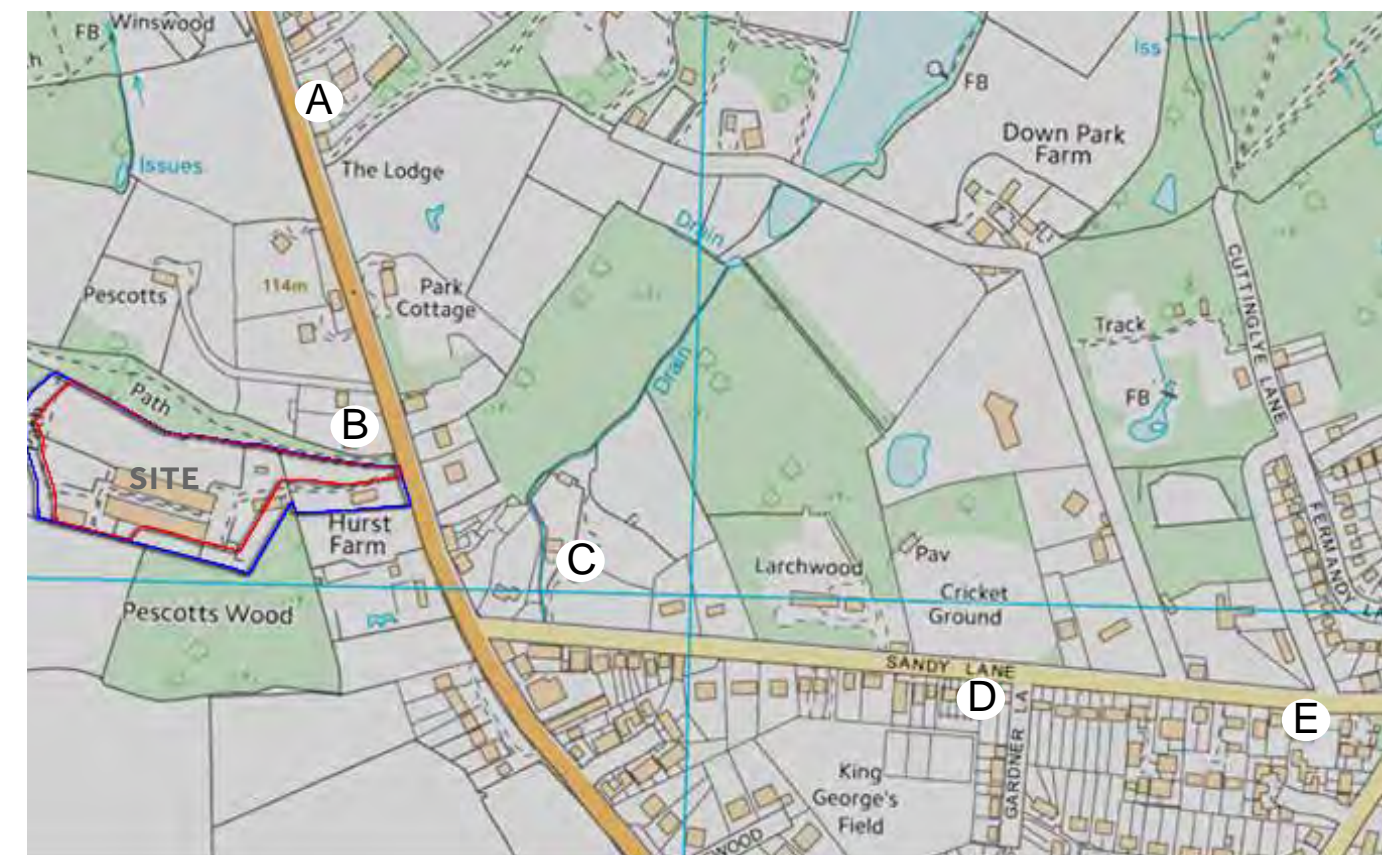 FB
Winswood
h
A
Issues
The Lodge
FB
Iss
Down Park
Farm
Drain
Pescotts
114m
Park
Cottage
CUTTINGLYE LANE
Track
FB
Drain
Path
B
SITE
Hurst
Farm
FERMANDY LA
C
Pav
Larchwood
Cricket
Ground
Pescotts Wood
SANDY LANE
D
E
GARDNER LA
King
George's
Field
WOOD